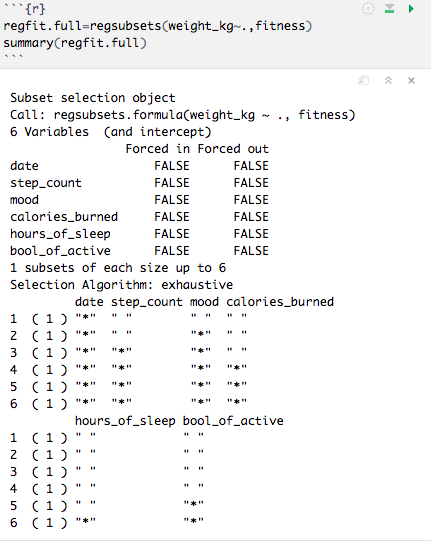 ```{r}
regfit.full=regsubsets(weight_kg~.,fitness)
summary(regfit.full)
```
Subset selection object
Call: regsubsets.formula(weight_kg ~ ., fitness)
6 Variables  (and intercept)
                Forced in Forced out
date                FALSE      FALSE
step_count          FALSE      FALSE
mood                FALSE      FALSE
calories_burned     FALSE      FALSE
hours_of_sleep      FALSE      FALSE
bool_of_active      FALSE      FALSE
1 subsets of each size up to 6
Selection Algorithm: exhaustive
         date step_count mood calories_burned
1  ( 1 ) "*"  " "        " "  " "
2  ( 1 ) "*"  " "        "*"  " "
3  ( 1 ) "*"  "*"        "*"  " "
4  ( 1 ) "*"  "*"        "*"  "*"
5  ( 1 ) "*"  "*"        "*"  "*"
6  ( 1 ) "*"  "*"        "*"  "*"
         hours_of_sleep bool_of_active
1  ( 1 ) " "            " "
2  ( 1 ) " "            " "
3  ( 1 ) " "            " "
4  ( 1 ) " "            " "
5  ( 1 ) " "            "*"
6  ( 1 ) "*"            "*"